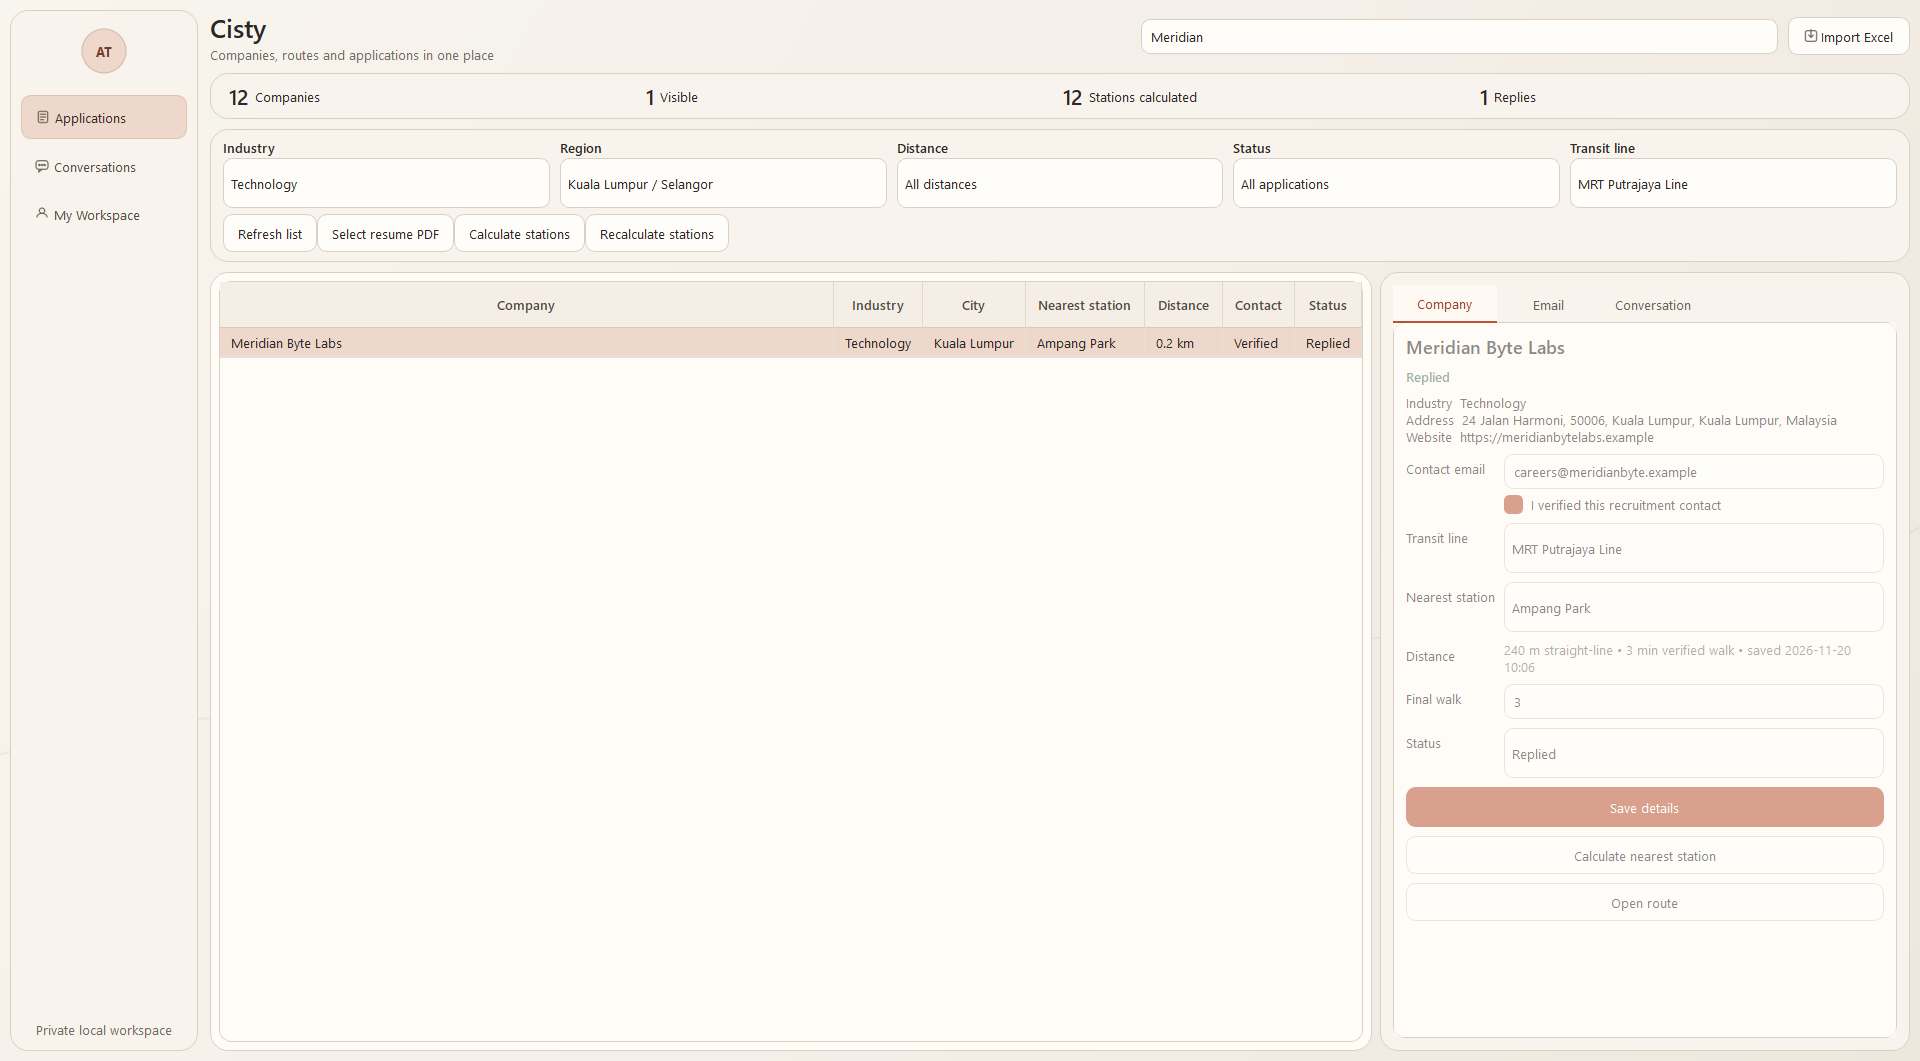 AT
Applications
Conversations
My Workspace
Private local workspace
Cisty
Companies, routes and applications in one place
Meridian
Import Excel
12 Companies
1 Visible
12 Stations calculated
1 Replies
Industry
Region
Distance
Status
Transit line
Technology
Kuala Lumpur / Selangor
All distances
All applications
MRT Putrajaya Line
Refresh list
Select resume PDF
Calculate stations
Recalculate stations
Company Industry City Nearest station Distance Contact Status
Meridian Byte Labs Technology Kuala Lumpur Ampang Park 0.2 km Verified Replied
Company
Email
Conversation
Meridian Byte Labs
Replied
Industry Technology
Address 24 Jalan Harmoni, 50006, Kuala Lumpur, Kuala Lumpur, Malaysia
Website https://meridianbytelabs.example
Contact email careers@meridianbyte.example
I verified this recruitment contact
Transit line MRT Putrajaya Line
Nearest station Ampang Park
Distance 240 m straight-line • 3 min verified walk • saved 2026-11-20
10:06
Final walk 3
Status Replied
Save details
Calculate nearest station
Open route